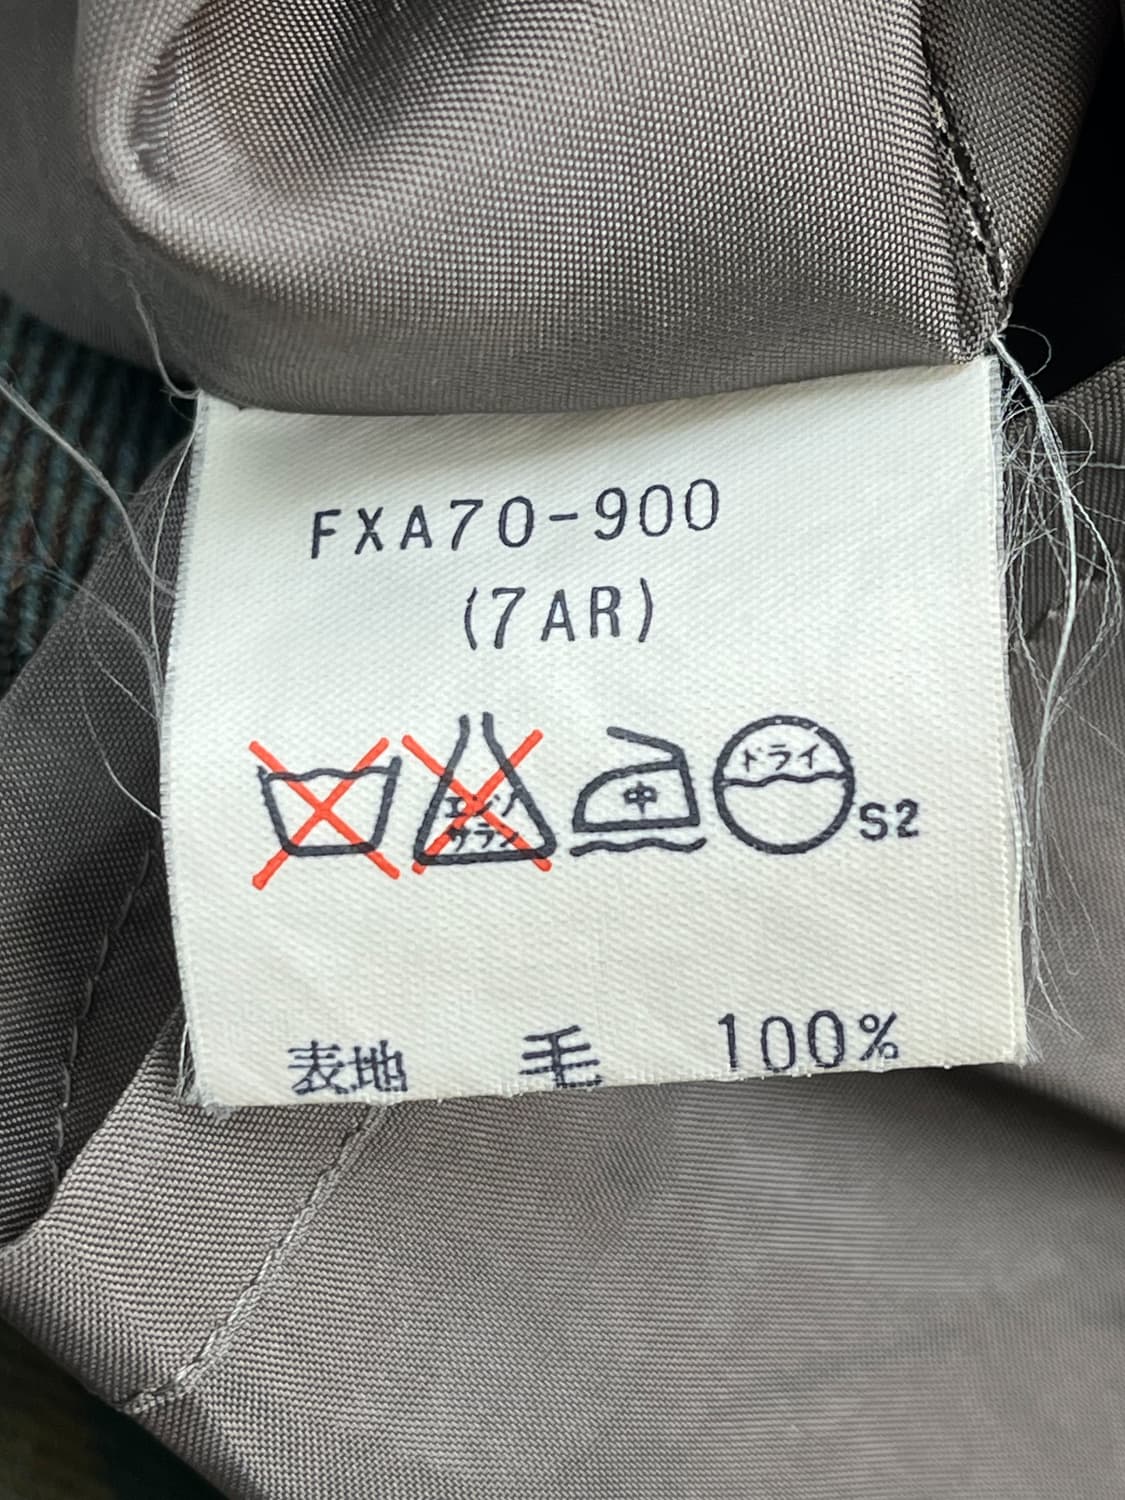 FXA70-900
(7AR)
エンソ
サラシ
中
ドライ
S2
表地 毛 100%